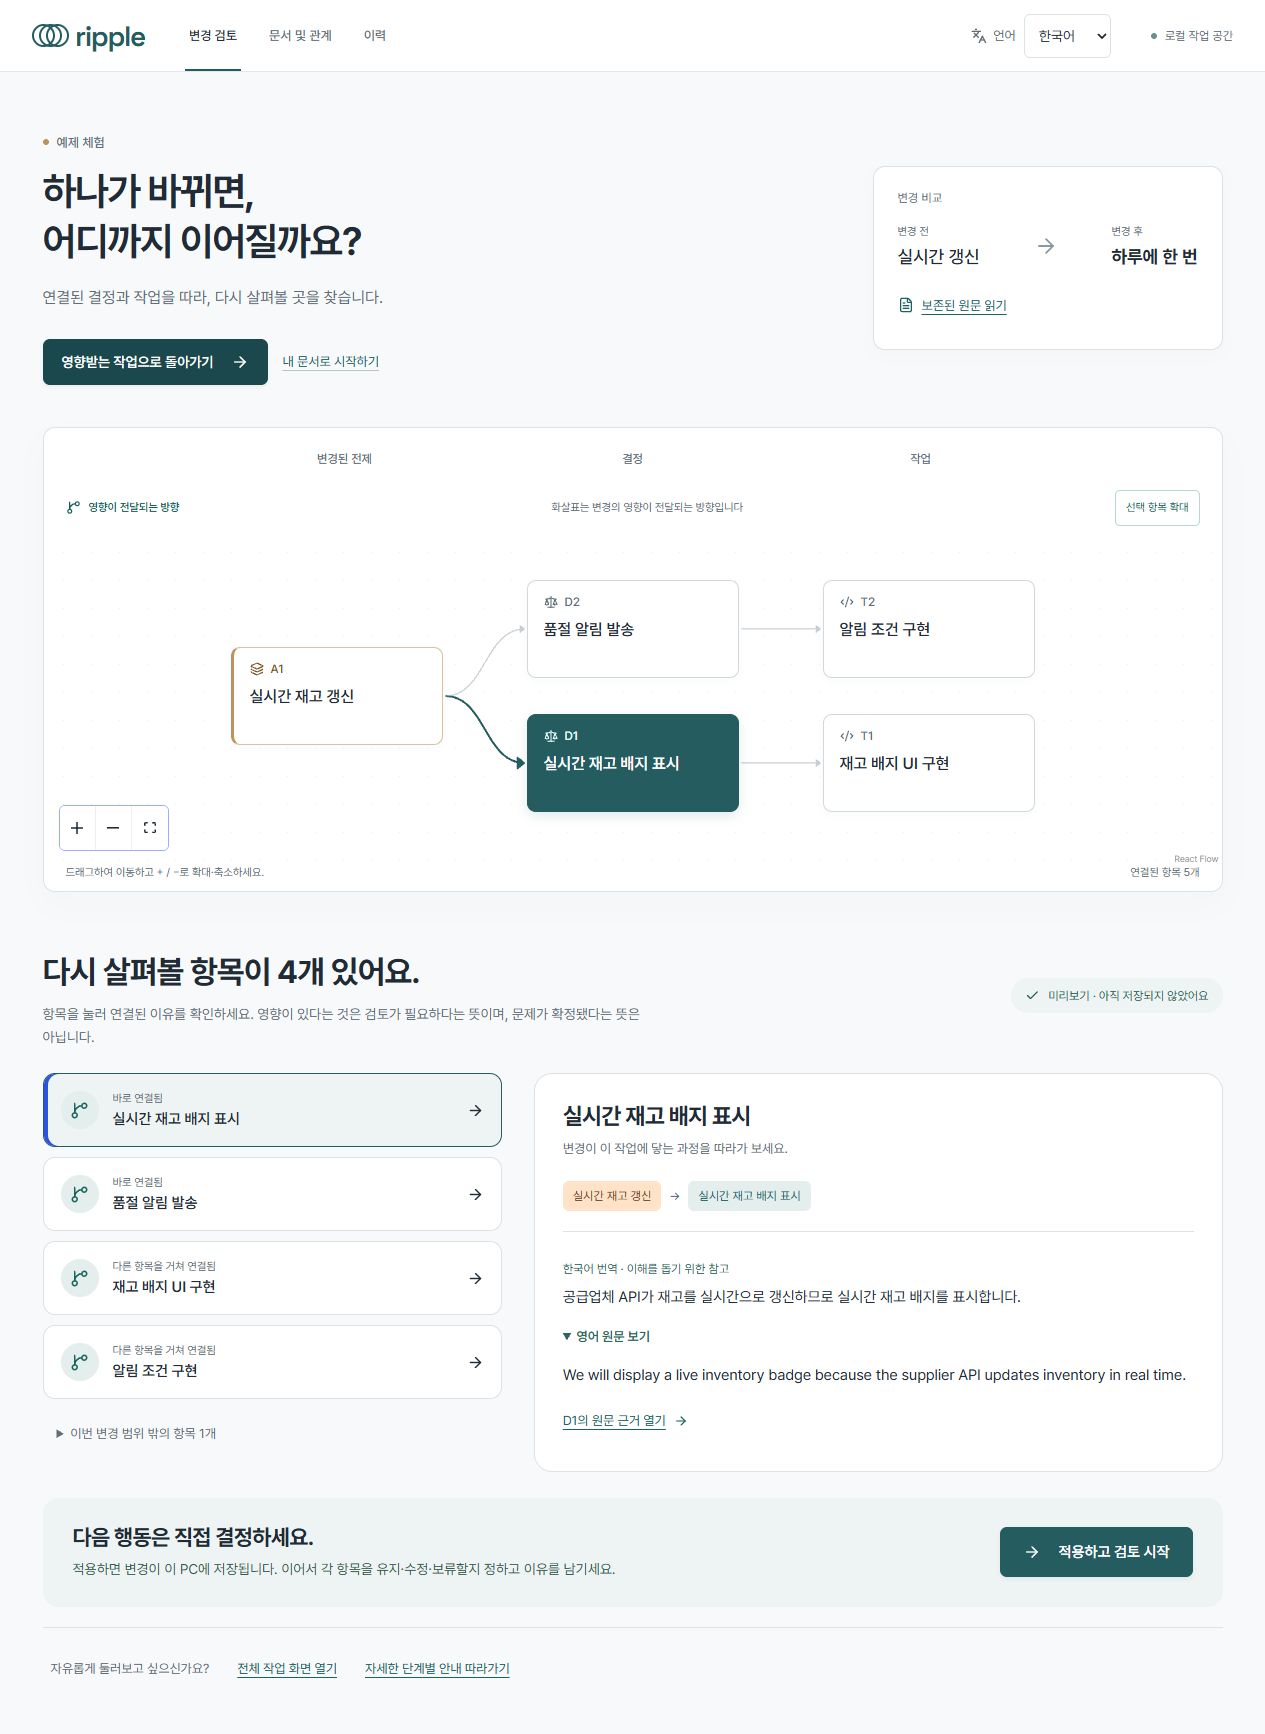 ripple
변경 검토
문서 및 관계
이력
언어
한국어
로컬 작업 공간
예제 체험
하나가 바뀌면,
어디까지 이어질까요?
연결된 결정과 작업을 따라, 다시 살펴볼 곳을 찾습니다.
영향받는 작업으로 돌아가기
내 문서로 시작하기
변경 비교
변경 전
실시간 갱신
변경 후
하루에 한 번
보존된 원문 읽기
변경된 전제
결정
작업
영향이 전달되는 방향
화살표는 변경의 영향이 전달되는 방향입니다
선택 항목 확대
D2
품절 알림 발송
T2
알림 조건 구현
A1
실시간 재고 갱신
D1
실시간 재고 배지 표시
T1
재고 배지 UI 구현
React Flow
드래그하여 이동하고 + / −로 확대·축소하세요.
연결된 항목 5개
다시 살펴볼 항목이 4개 있어요.
항목을 눌러 연결된 이유를 확인하세요. 영향이 있다는 것은 검토가 필요하다는 뜻이며, 문제가 확정됐다는 뜻은
아닙니다.
미리보기 · 아직 저장되지 않았어요
바로 연결됨
실시간 재고 배지 표시
바로 연결됨
품절 알림 발송
다른 항목을 거쳐 연결됨
재고 배지 UI 구현
다른 항목을 거쳐 연결됨
알림 조건 구현
이번 변경 범위 밖의 항목 1개
실시간 재고 배지 표시
변경이 이 작업에 닿는 과정을 따라가 보세요.
실시간 재고 갱신
실시간 재고 배지 표시
한국어 번역 · 이해를 돕기 위한 참고
공급업체 API가 재고를 실시간으로 갱신하므로 실시간 재고 배지를 표시합니다.
영어 원문 보기
We will display a live inventory badge because the supplier API updates inventory in real time.
D1의 원문 근거 열기
다음 행동은 직접 결정하세요.
적용하면 변경이 이 PC에 저장됩니다. 이어서 각 항목을 유지·수정·보류할지 정하고 이유를 남기세요.
적용하고 검토 시작
자유롭게 둘러보고 싶으신가요?
전체 작업 화면 열기
자세한 단계별 안내 따라가기